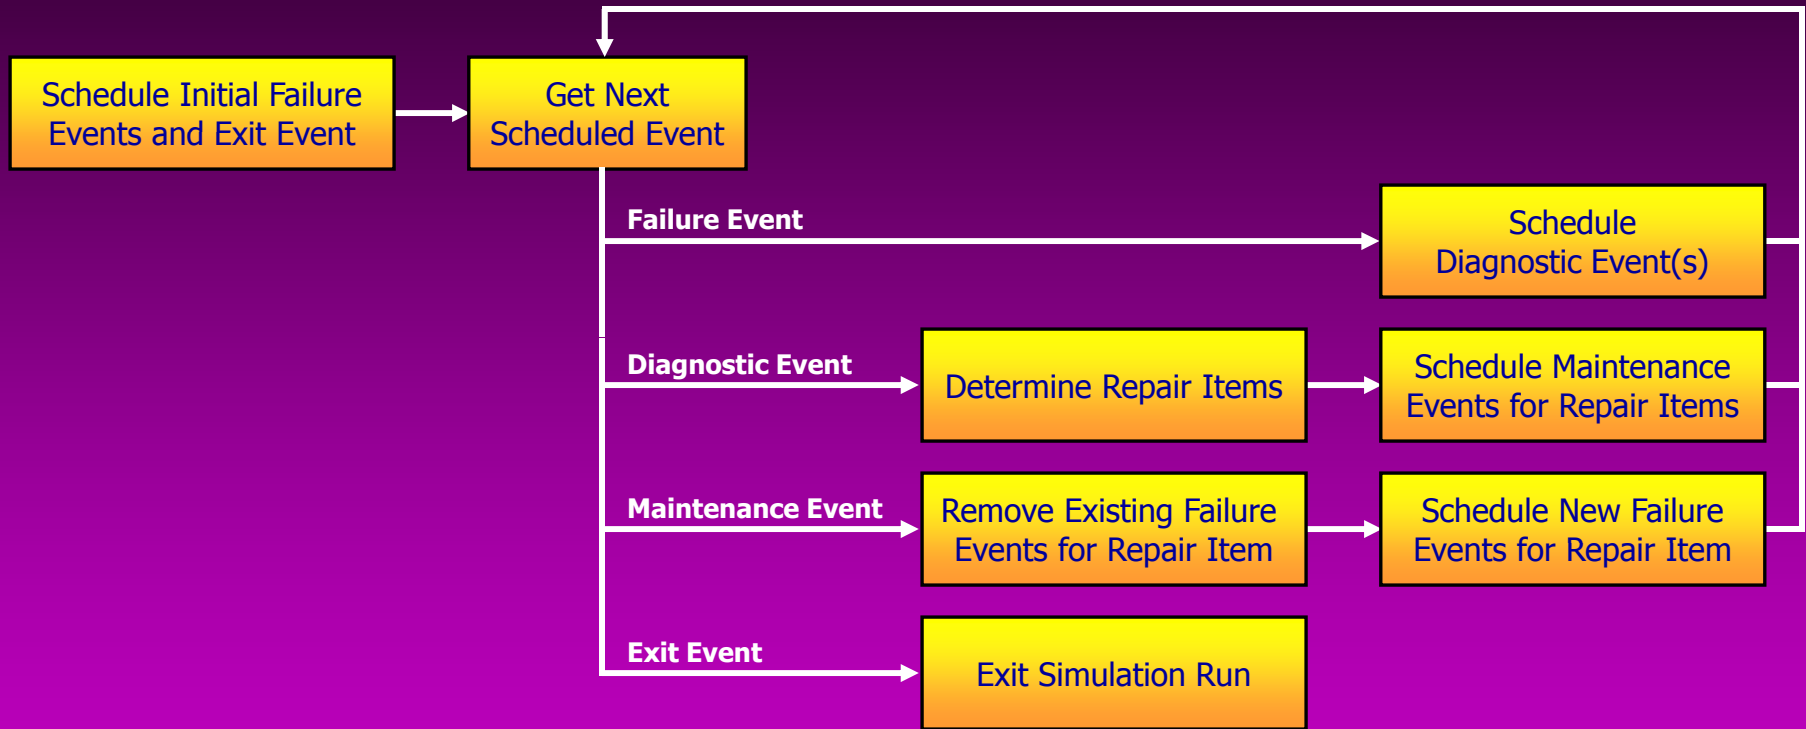 Schedule Initial Failure
Events and Exit Event
Get Next
Scheduled Event
Failure Event
Schedule
Diagnostic Event(s)
Diagnostic Event
Determine Repair Items
Schedule Maintenance
Events for Repair Items
Maintenance Event
Remove Existing Failure
Events for Repair Item
Schedule New Failure
Events for Repair Item
Exit Event
Exit Simulation Run